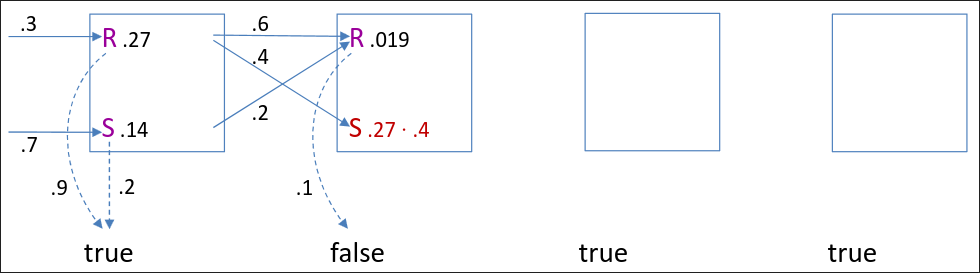 .3
R .27
.6
R .019
.4
.2
S .14
S .27 · .4
.7
.9
.2
.1
true
false
true
true